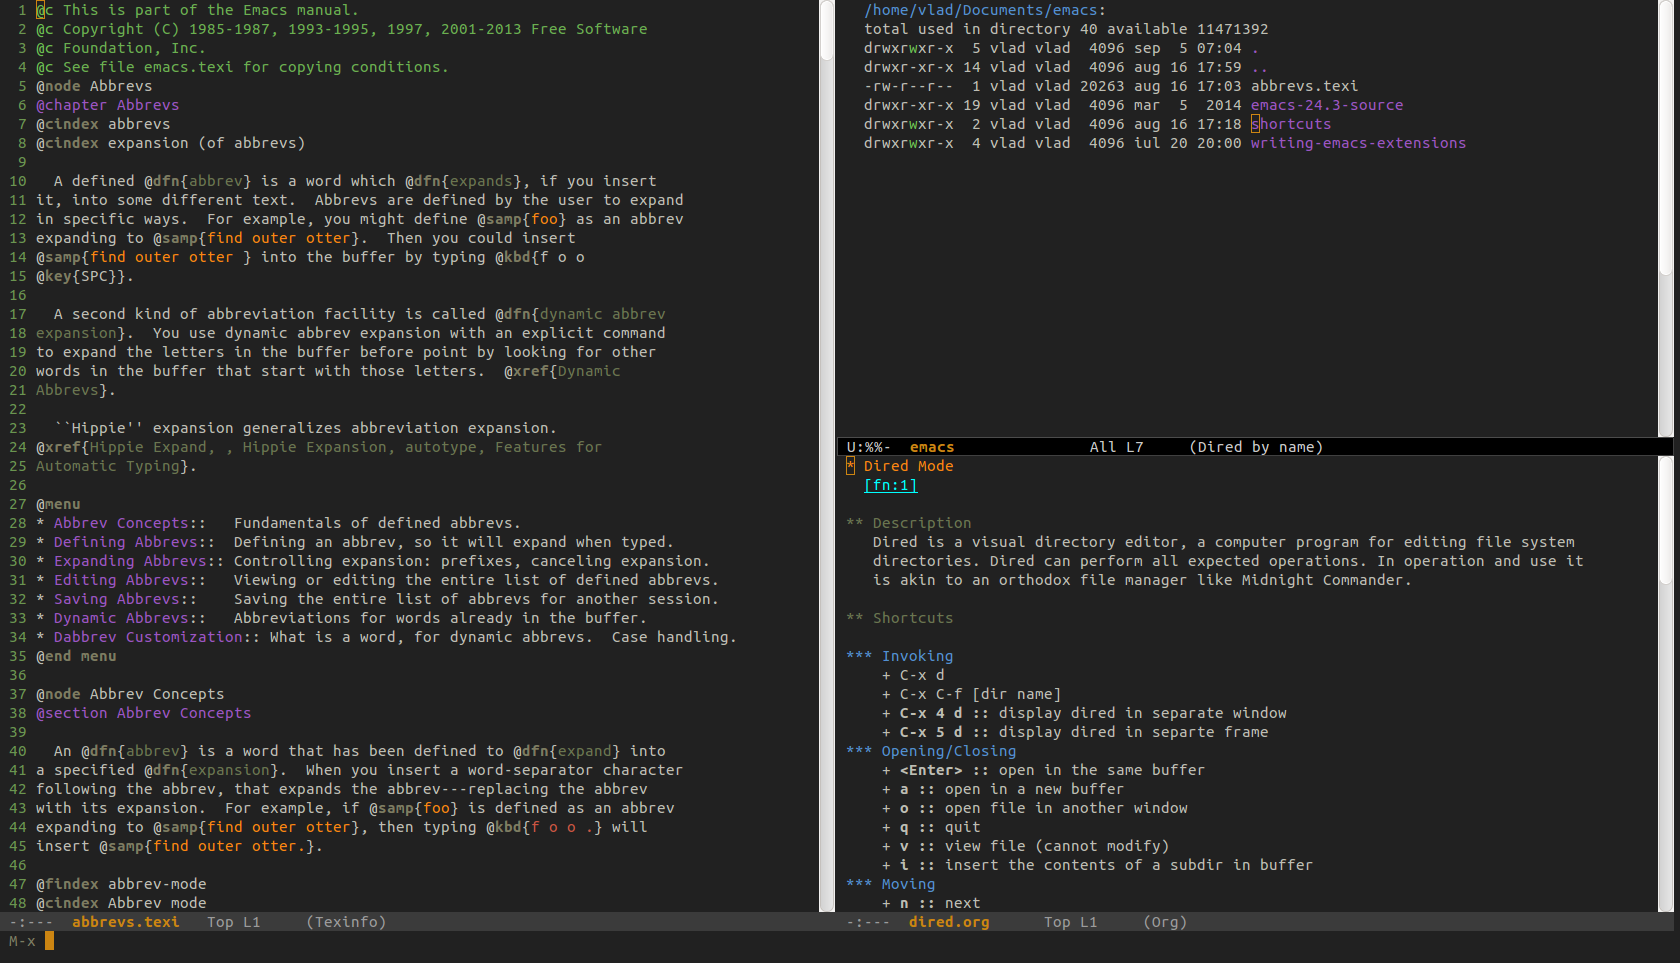 1 @c This is part of the Emacs manual.
2 @c Copyright (C) 1985-1987, 1993-1995, 1997, 2001-2013 Free Software
3 @c Foundation, Inc.
4 @c See file emacs.texi for copying conditions.
5 @node Abbrevs
6 @chapter Abbrevs
7 @cindex abbrevs
8 @cindex expansion (of abbrevs)
9
10   A defined @dfn{abbrev} is a word which @dfn{expands}, if you insert
11 it, into some different text.  Abbrevs are defined by the user to expand
12 in specific ways.  For example, you might define @samp{foo} as an abbrev
13 expanding to @samp{find outer otter}.  Then you could insert
14 @samp{find outer otter } into the buffer by typing @kbd{f o o
15 @key{SPC}}.
16
17   A second kind of abbreviation facility is called @dfn{dynamic abbrev
18 expansion}.  You use dynamic abbrev expansion with an explicit command
19 to expand the letters in the buffer before point by looking for other
20 words in the buffer that start with those letters.  @xref{Dynamic
21 Abbrevs}.
22
23   ``Hippie'' expansion generalizes abbreviation expansion.
24 @xref{Hippie Expand, , Hippie Expansion, autotype, Features for
25 Automatic Typing}.
26
27 @menu
28 * Abbrev Concepts::   Fundamentals of defined abbrevs.
29 * Defining Abbrevs::  Defining an abbrev, so it will expand when typed.
30 * Expanding Abbrevs:: Controlling expansion: prefixes, canceling expansion.
31 * Editing Abbrevs::   Viewing or editing the entire list of defined abbrevs.
32 * Saving Abbrevs::    Saving the entire list of abbrevs for another session.
33 * Dynamic Abbrevs::   Abbreviations for words already in the buffer.
34 * Dabbrev Customization:: What is a word, for dynamic abbrevs.  Case handling.
35 @end menu
36
37 @node Abbrev Concepts
38 @section Abbrev Concepts
39
40   An @dfn{abbrev} is a word that has been defined to @dfn{expand} into
41 a specified @dfn{expansion}.  When you insert a word-separator character
42 following the abbrev, that expands the abbrev---replacing the abbrev
43 with its expansion.  For example, if @samp{foo} is defined as an abbrev
44 expanding to @samp{find outer otter}, then typing @kbd{f o o .} will
45 insert @samp{find outer otter.}.
46
47 @findex abbrev-mode
48 @cindex Abbrev mode
-:---  abbrevs.texi   Top L1     (Texinfo)
M-x
/home/vlad/Documents/emacs:
total used in directory 40 available 11471392
drwxrwxr-x  5 vlad vlad  4096 sep  5 07:04 .
drwxr-xr-x 14 vlad vlad  4096 aug 16 17:59 ..
-rw-r--r--  1 vlad vlad 20263 aug 16 17:03 abbrevs.texi
drwxr-xr-x 19 vlad vlad  4096 mar  5  2014 emacs-24.3-source
drwxrwxr-x  2 vlad vlad  4096 aug 16 17:18 shortcuts
drwxrwxr-x  4 vlad vlad  4096 iul 20 20:00 writing-emacs-extensions
U:%%-  emacs               All L7     (Dired by name)
* Dired Mode
[fn:1]
** Description
Dired is a visual directory editor, a computer program for editing file system
directories. Dired can perform all expected operations. In operation and use it
is akin to an orthodox file manager like Midnight Commander.
** Shortcuts
*** Invoking
+ C-x d
+ C-x C-f [dir name]
+ C-x 4 d :: display dired in separate window
+ C-x 5 d :: display dired in separte frame
*** Opening/Closing
+ <Enter> :: open in the same buffer
+ a :: open in a new buffer
+ o :: open file in another window
+ q :: quit
+ v :: view file (cannot modify)
+ i :: insert the contents of a subdir in buffer
*** Moving
+ n :: next
-:---  dired.org      Top L1     (Org)